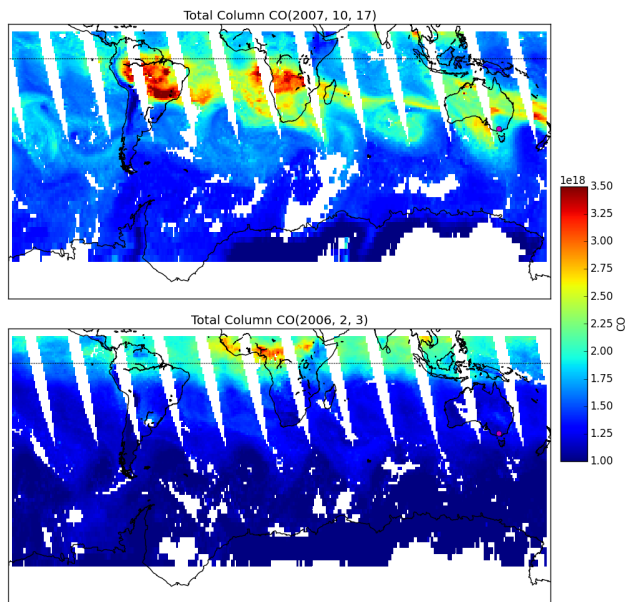 Total Column CO(2007, 10, 17)
1e18
3.50
3.25
3.00
2.75
2.50
2.25
2.00
1.75
1.50
1.25
1.00
CO
Total Column CO(2006, 2, 3)